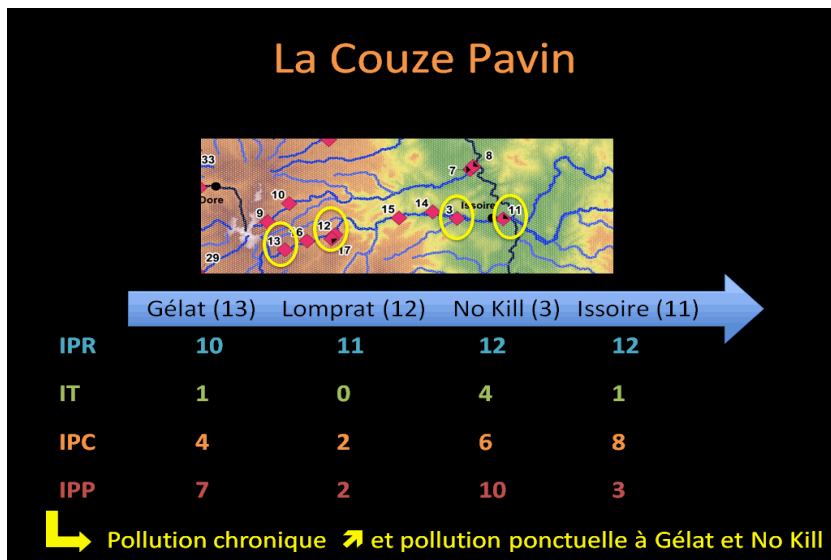 La Couze Pavin
33
Dore
10
9
13
16
12
17
29
15
14
3
Issoire
11
7
8
Gélat (13) Lomprat (12) No Kill (3) Issoire (11)
IPR 10 11 12 12
IT 1 0 4 1
IPC 4 2 6 8
IPP 7 2 10 3
Pollution chronique ↗ et pollution ponctuelle à Gélat et No Kill